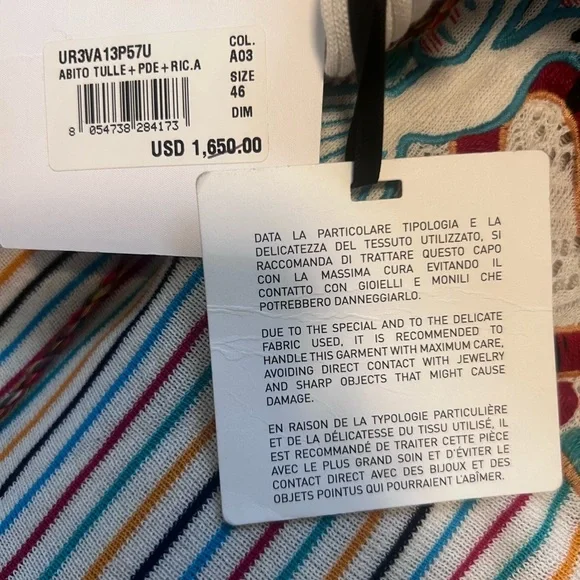 UR3VA13P57U
ABITO TULLE+PDE+RIC.A
COL.
A03
SIZE
46
DIM
8 054738 284173
USD 1,650.00
DATA LA PARTICOLARE TIPOLOGIA E LA
DELICATEZZA DEL TESSUTO UTILIZZATO, SI
RACCOMANDA DI TRATTARE QUESTO CAPO
CON LA MASSIMA CURA EVITANDO IL
CONTATTO CON GIOIELLI E MONILI CHE
POTREBBERO DANNEGGIARLO.
DUE TO THE SPECIAL AND TO THE DELICATE
FABRIC USED, IT IS RECOMMENDED TO
HANDLE THIS GARMENT WITH MAXIMUM CARE,
AVOIDING DIRECT CONTACT WITH JEWELRY
AND SHARP OBJECTS THAT MIGHT CAUSE
DAMAGE.
EN RAISON DE LA TYPOLOGIE PARTICULIÈRE
ET DE LA DÉLICATESSE DU TISSU UTILISÉ, IL
EST RECOMMANDÉ DE TRAITER CETTE PIÈCE
AVEC LE PLUS GRAND SOIN ET D'ÉVITER LE
CONTACT DIRECT AVEC DES BIJOUX ET DES
OBJETS POINTUS QUI POURRAIENT L'ABÎMER.